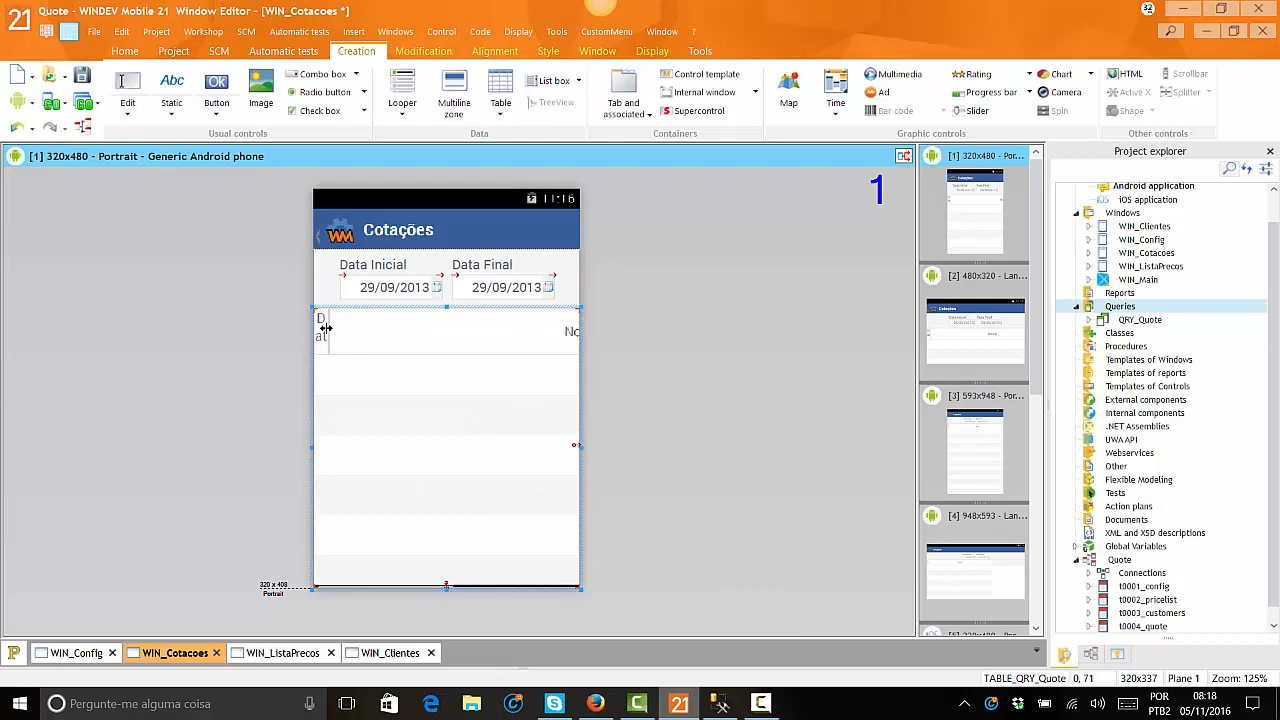 21 Quote - WINDEV Mobile 21 Window Editor - [WIN_Cotacoes *] 32
File Edit Project Workshop SCM Automatic tests Insert Windows Control Code Display Tools CustomMenu Window ?
Home Project SCM Automatic tests Creation Modification Alignment Style Window Display Tools
Edit Static Button Image Combo box Radio button Check box
Abc Ok
Looper Multiline zone Table List box TreeView
Tab and associated Control template Internal window Supercontrol
Map Time Multimedia Ad Bar code Rating Progress bar Slider Chart Camera Spin
HTML Active X Shape Scrollbar Splitter
Usual controls Data Containers Graphic controls Other controls
[1] 320x480 - Portrait - Generic Android phone
1
11:16
WM Cotações
Data Inicial Data Final
29/09/2013 29/09/2013
D
at
No
320 x 408
Portrait
[1] 320x480 - Por...
[2] 480x320 - Lan...
[3] 593x948 - Por...
[4] 948x593 - Lan...
Project explorer
Android application
iOS application
Windows
WIN_Clientes
WIN_Config
WIN_Cotacoes
WIN_ListaPrecos
WIN_Main
Reports
Queries
QRY_Quote
Classes
Procedures
Templates of Windows
Templates of reports
Templates of Controls
External components
Internal components
.NET Assemblies
UWA API
Webservices
Other
Flexible Modeling
Tests
Action plans
Documents
XML and XSD descriptions
Global Variables
Quote
Connections
t0001_config
t0002_pricelist
t0003_customers
t0004_quote
P WIN_Config WIN_Cotacoes WIN_ListaPrecos WIN_Clientes
TABLE_QRY_Quote 0, 71 320x337 Plane 1 Zoom: 125%
Pergunte-me alguma coisa
21
POR
PTB2
08:18
05/11/2016